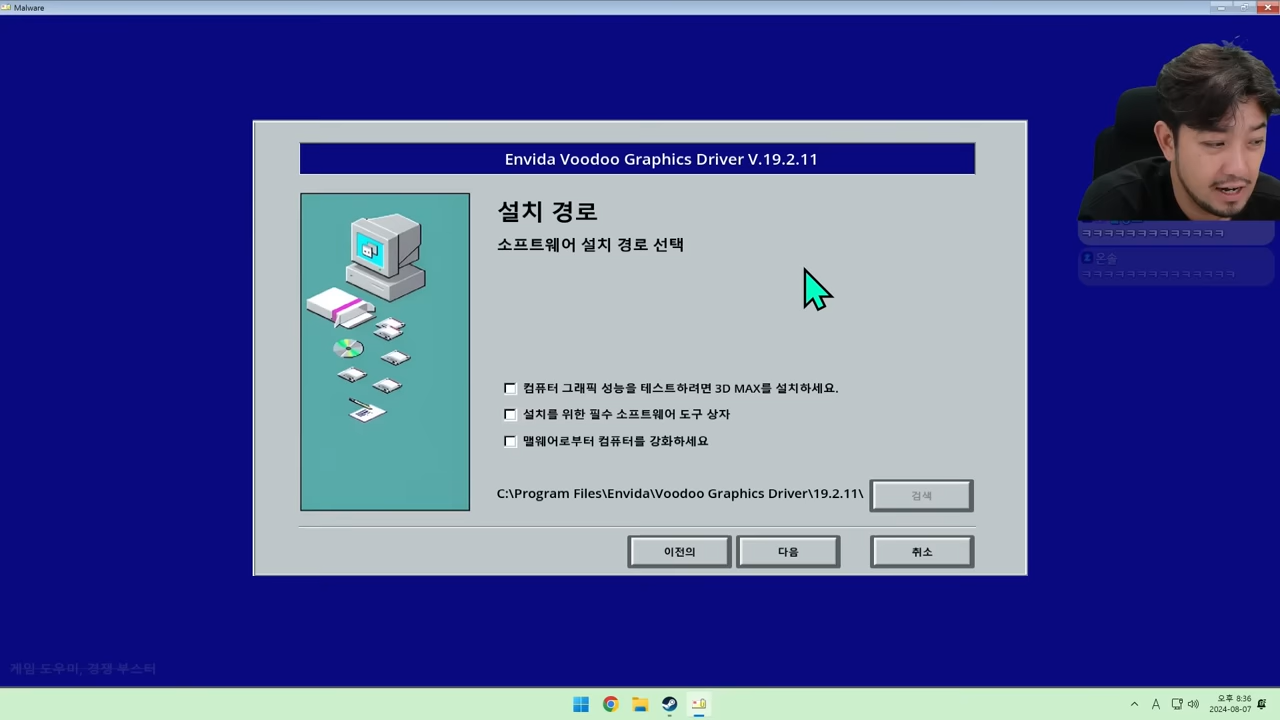 Malware
Envida Voodoo Graphics Driver V.19.2.11
설치 경로
소프트웨어 설치 경로 선택
ㅋㅋㅋㅋㅋㅋㅋㅋㅋㅋㅋㅋㅋ
온술
ㅋㅋㅋㅋㅋㅋㅋㅋㅋㅋㅋㅋㅋㅋ
컴퓨터 그래픽 성능을 테스트하려면 3D MAX를 설치하세요.
설치를 위한 필수 소프트웨어 도구 상자
맬웨어로부터 컴퓨터를 강화하세요
C:\Program Files\Envida\Voodoo Graphics Driver\19.2.11\
검색
이전의
다음
취소
게임 도우미, 경쟁 부스터
A
오후 8:36
2024-08-07